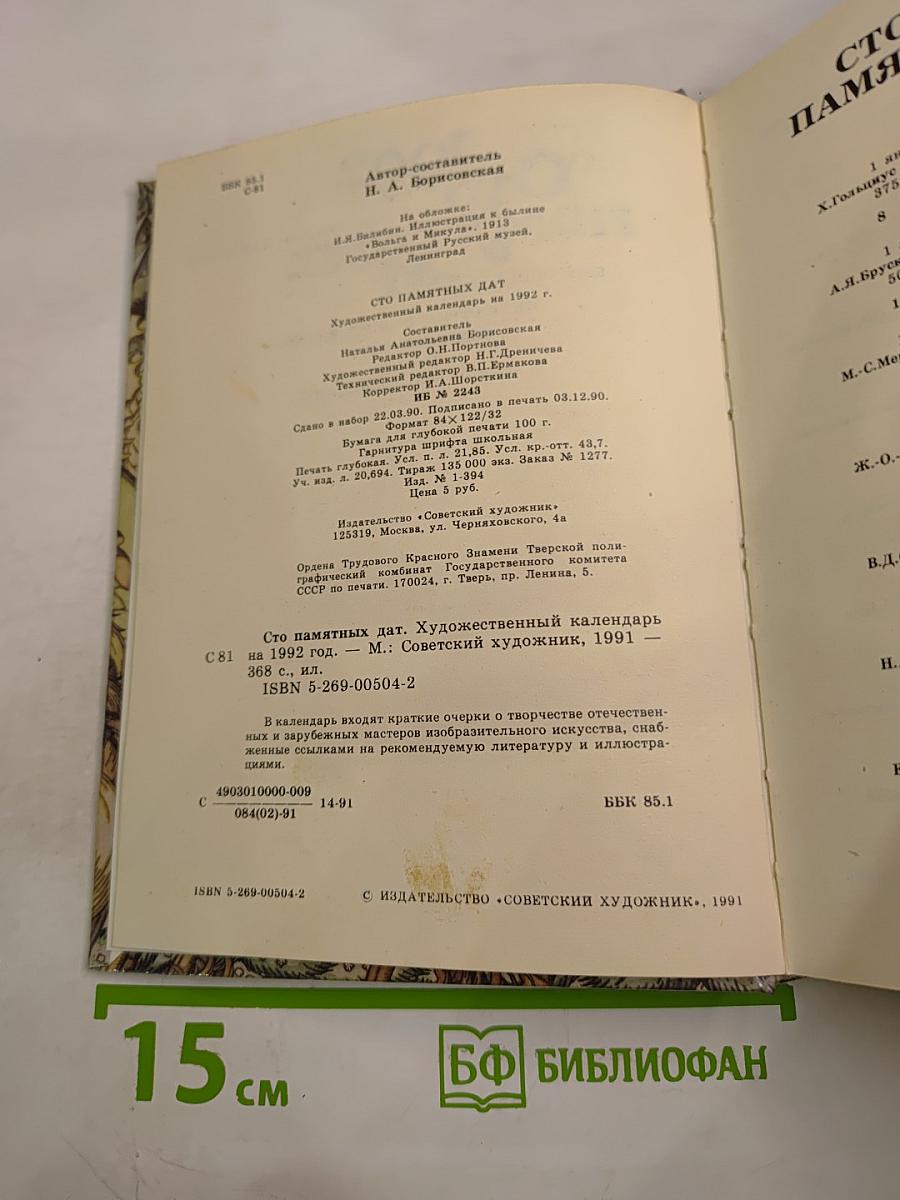 ББК 85.1
С-81
Автор-составитель
Н. А. Борисовская
На обложке:
И.Я.Билибин. Иллюстрация к былине
«Вольга и Микула». 1913
Государственный Русский музей.
Ленинград
СТО ПАМЯТНЫХ ДАТ
Художественный календарь на 1992 г.
Составитель
Наталья Анатольевна Борисовская
Редактор О.Н.Портнова
Художественный редактор Н.Г.Дреничева
Технический редактор В.П.Ермакова
Корректор И.А.Шорсткина
ИБ № 2243
Сдано в набор 22.03.90. Подписано в печать 03.12.90.
Формат 84×122/32
Бумага для глубокой печати 100 г.
Гарнитура шрифта школьная
Печать глубокая. Усл. п. л. 21,85. Усл. кр.-отт. 43,7.
Уч. изд. л. 20,694. Тираж 135 000 экз. Заказ № 1277.
Изд. № 1-394
Цена 5 руб.
Издательство «Советский художник»
125319, Москва, ул. Черняховского, 4а
Ордена Трудового Красного Знамени Тверской поли-
графический комбинат Государственного комитета
СССР по печати. 170024, г. Тверь, пр. Ленина, 5.
Сто памятных дат. Художественный календарь
С 81 на 1992 год. — М.: Советский художник, 1991 —
368 с., ил.
ISBN 5-269-00504-2
В календарь входят краткие очерки о творчестве отечествен-
ных и зарубежных мастеров изобразительного искусства, снаб-
женные ссылками на рекомендуемую литературу и иллюстра-
циями.
С 4903010000-009
084(02)-91 14-91 ББК 85.1
ISBN 5-269-00504-2 © ИЗДАТЕЛЬСТВО «СОВЕТСКИЙ ХУДОЖНИК», 1991
СТО
ПАМЯ
1 ян
Х.Гольциус
375
8
1
А.Я.Бруск
50
1
М.-С.Ме
Ж.-О.-
В.Д.
Н.
15 см
БФ БИБЛИОФАН